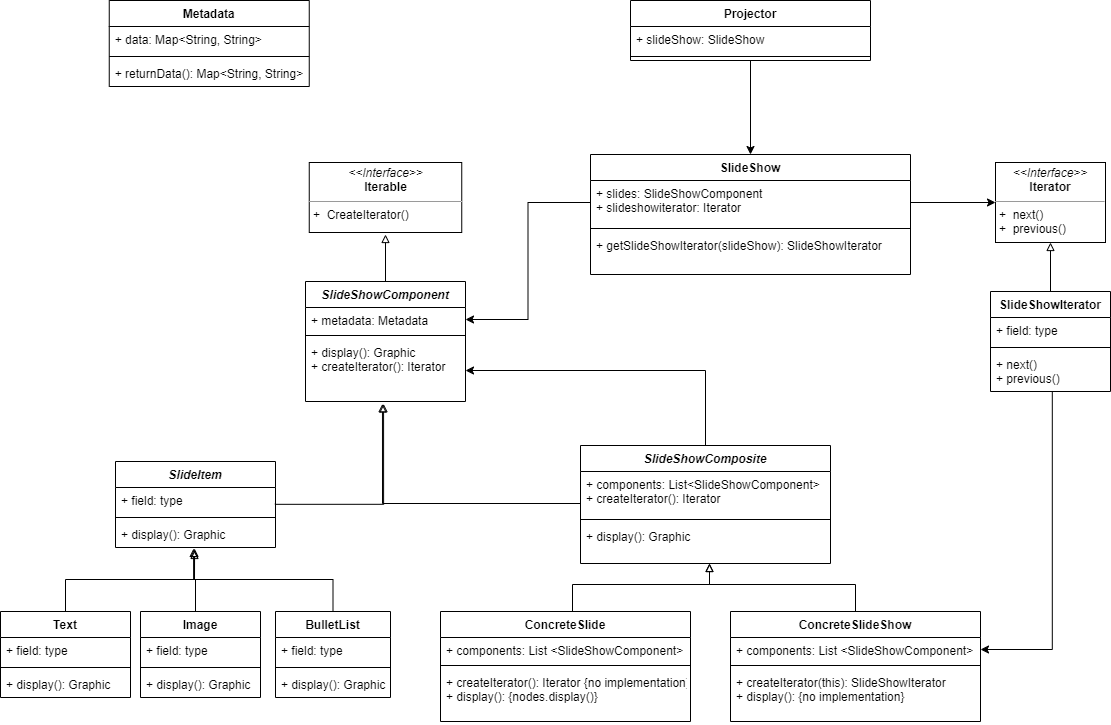 Metadata
+ data: Map<String, String>
+ returnData(): Map<String, String>
Projector
+ slideShow: SlideShow
<<Interface>>
Iterable
+ CreateIterator()
SlideShow
+ slides: SlideShowComponent
+ slideshowiterator: Iterator
+ getSlideShowIterator(slideShow): SlideShowIterator
<<Interface>>
Iterator
+ next()
+ previous()
SlideShowComponent
+ metadata: Metadata
+ display(): Graphic
+ createIterator(): Iterator
SlideShowIterator
+ field: type
+ next()
+ previous()
SlideItem
+ field: type
+ display(): Graphic
SlideShowComposite
+ components: List<SlideShowComponent>
+ createIterator(): Iterator
+ display(): Graphic
Text
+ field: type
+ display(): Graphic
Image
+ field: type
+ display(): Graphic
BulletList
+ field: type
+ display(): Graphic
ConcreteSlide
+ components: List <SlideShowComponent>
+ createIterator(): Iterator {no implementation
+ display(): {nodes.display()}
ConcreteSlideShow
+ components: List <SlideShowComponent>
+ createIterator(this): SlideShowIterator
+ display(): {no implementation}